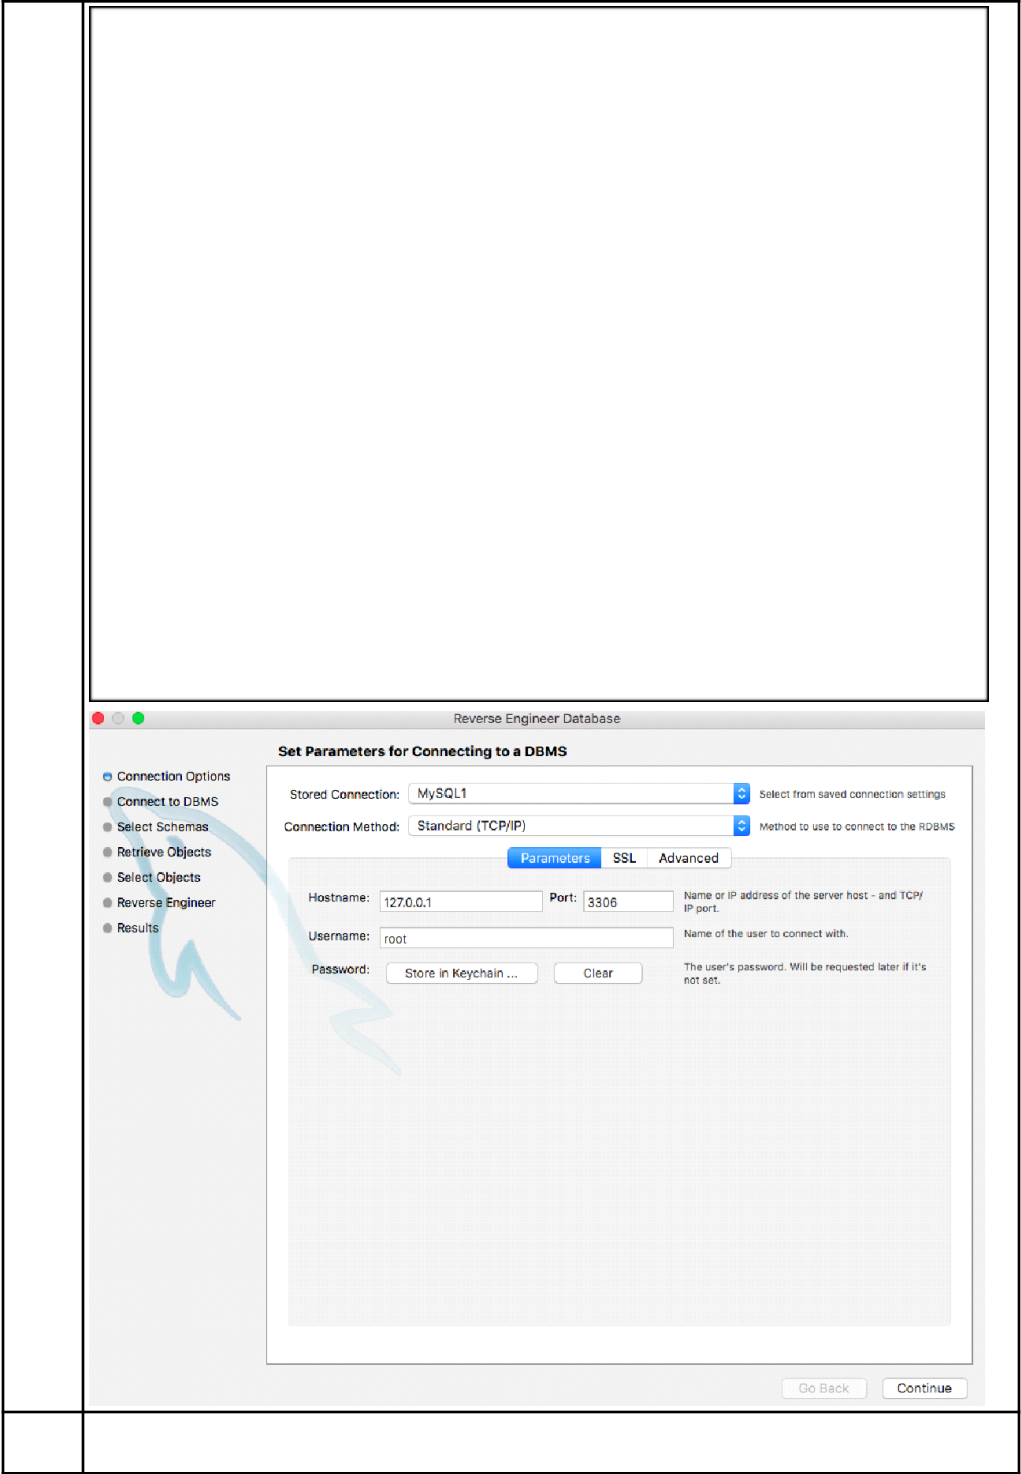 Reverse Engineer Database
Set Parameters for Connecting to a DBMS
Connection Options
Connect to DBMS
Select Schemas
Retrieve Objects
Select Objects
Reverse Engineer
Results
Stored Connection: MySQL1 Select from saved connection settings
Connection Method: Standard (TCP/IP) Method to use to connect to the RDBMS
Parameters SSL Advanced
Hostname: 127.0.0.1 Port: 3306 Name or IP address of the server host - and TCP/
IP port.
Username: root Name of the user to connect with.
Password: Store in Keychain ... Clear The user's password. Will be requested later if it's
not set.
Go Back Continue